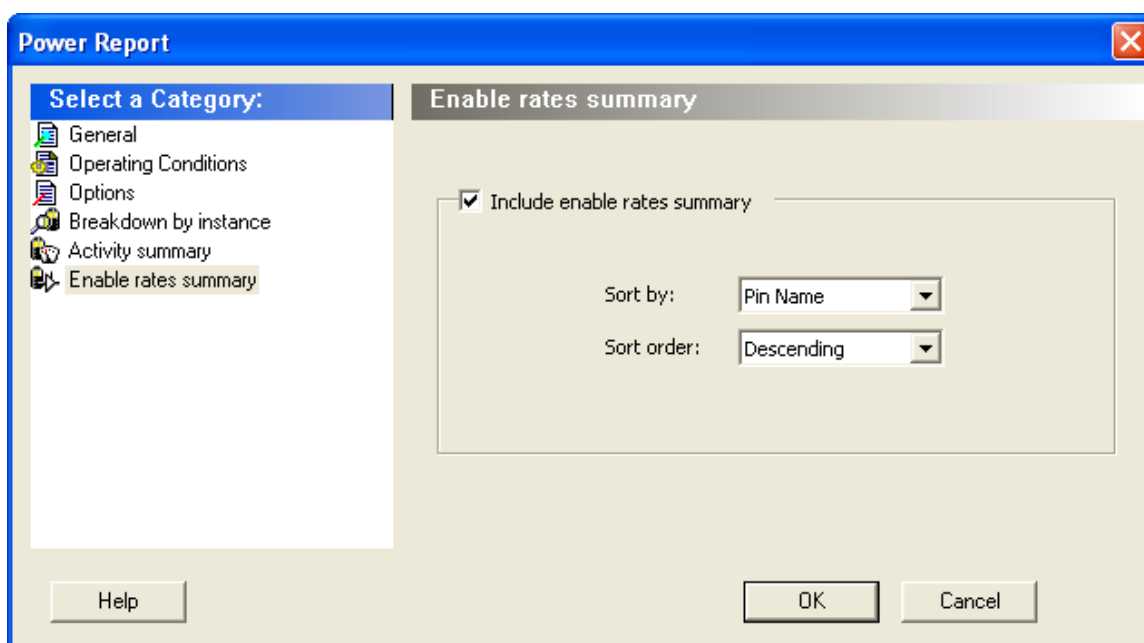 Power Report
Select a Category:
General
Operating Conditions
Options
Breakdown by instance
Activity summary
Enable rates summary
Enable rates summary
Include enable rates summary
Sort by: Pin Name
Sort order: Descending
Help OK Cancel